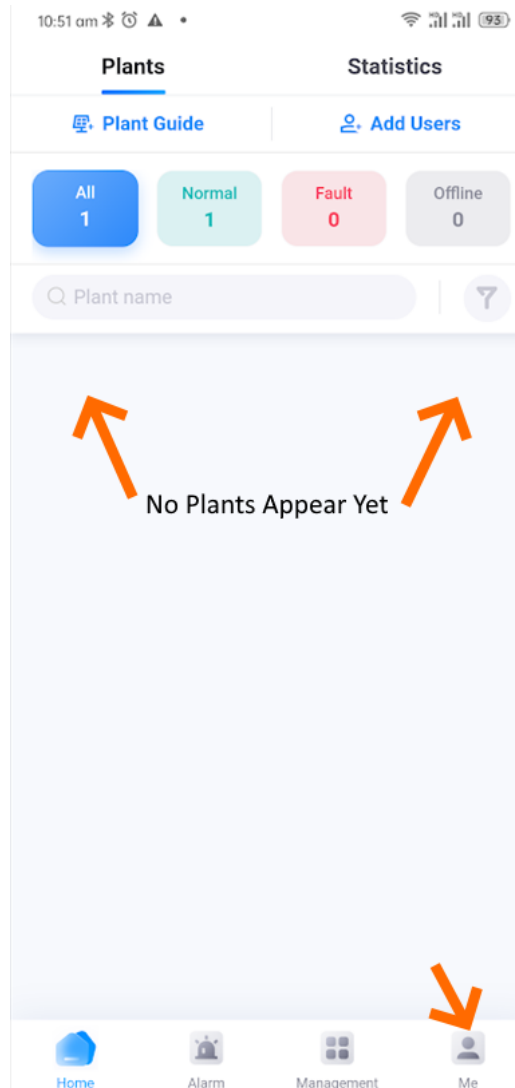 10:51 am 93
Plants Statistics
Plant Guide Add Users
All Normal Fault Offline
1 1 0 0
Plant name
No Plants Appear Yet
Home Alarm Management Me